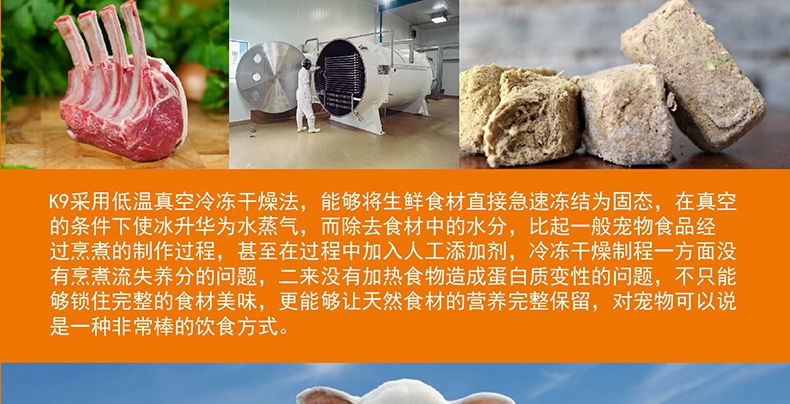 K9采用低温真空冷冻干燥法，能够将生鲜食材直接急速冻结为固态，在真空
的条件下使冰升华为水蒸气，而除去食材中的水分，比起一般宠物食品经
过烹煮的制作过程，甚至在过程中加入人工添加剂，冷冻干燥制程一方面没
有烹煮流失养分的问题，二来没有加热食物造成蛋白质变性的问题，不只能
够锁住完整的食材美味，更能够让天然食材的营养完整保留，对宠物可以说
是一种非常棒的饮食方式。